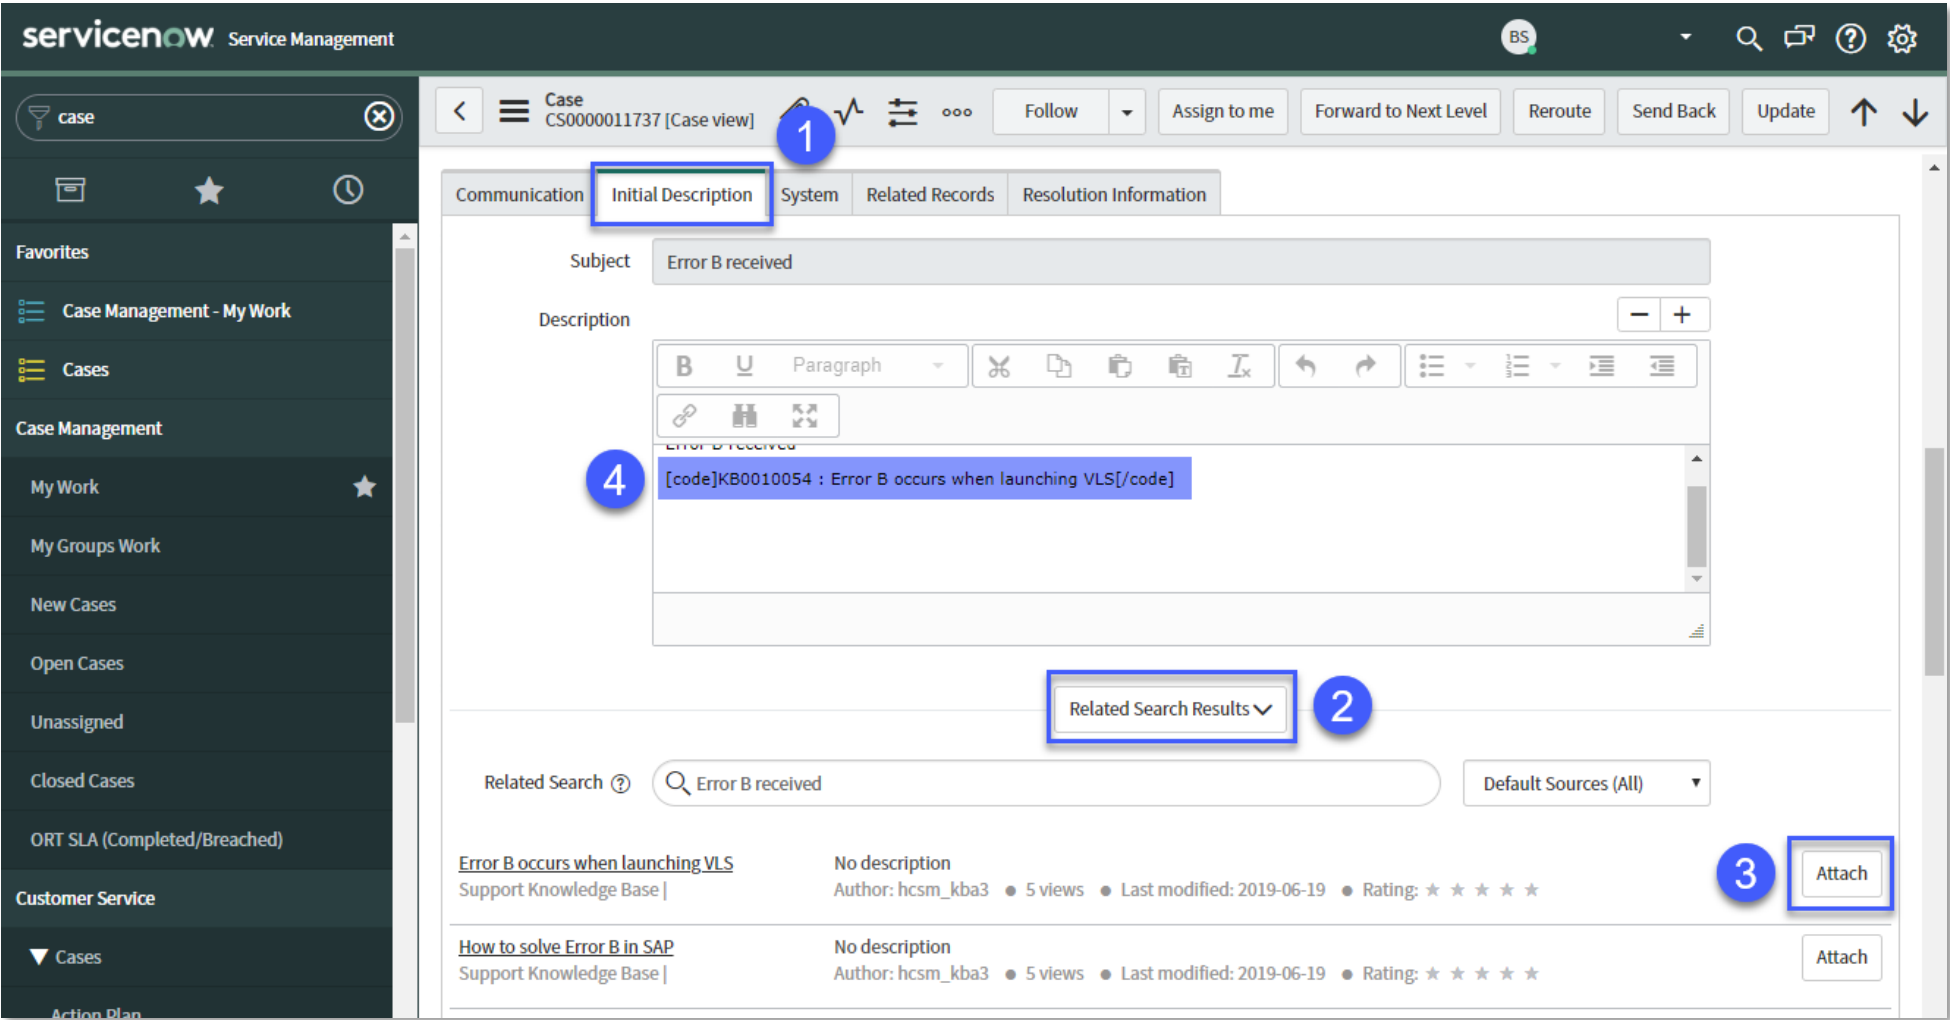 servicenow Service Management
BS
case
Case
CS0000011737 [Case view]
Follow
Assign to me
Forward to Next Level
Reroute
Send Back
Update
1
Communication
Initial Description
System
Related Records
Resolution Information
Favorites
Case Management - My Work
Cases
Case Management
My Work
My Groups Work
New Cases
Open Cases
Unassigned
Closed Cases
ORT SLA (Completed/Breached)
Customer Service
Cases
Action Plan
Subject
Error B received
Description
B U Paragraph
Error B received
4
[code]KB0010054 : Error B occurs when launching VLS[/code]
Related Search Results
2
Related Search
Error B received
Default Sources (All)
Error B occurs when launching VLS
No description
Support Knowledge Base |
Author: hcsm_kba3 ● 5 views ● Last modified: 2019-06-19 ● Rating: ★ ★ ★ ★ ★
3
Attach
How to solve Error B in SAP
No description
Support Knowledge Base |
Author: hcsm_kba3 ● 5 views ● Last modified: 2019-06-19 ● Rating: ★ ★ ★ ★ ★
Attach